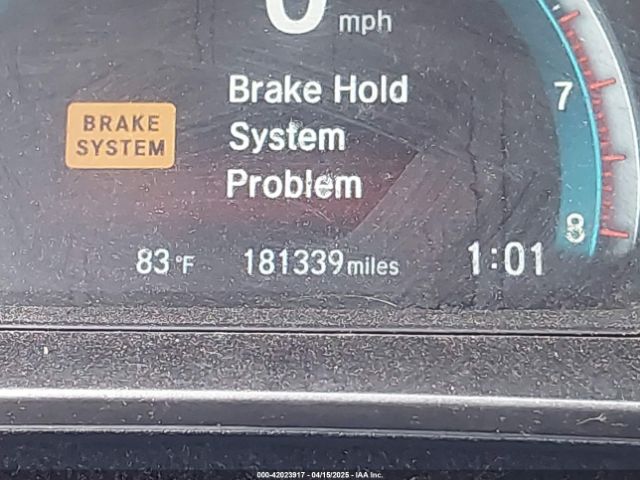 0 mph
7
Brake Hold
BRAKE
SYSTEM
System
Problem
8
83 °F 181339 miles 1:01
000-42023917 - 04/15/2025 - IAA Inc.